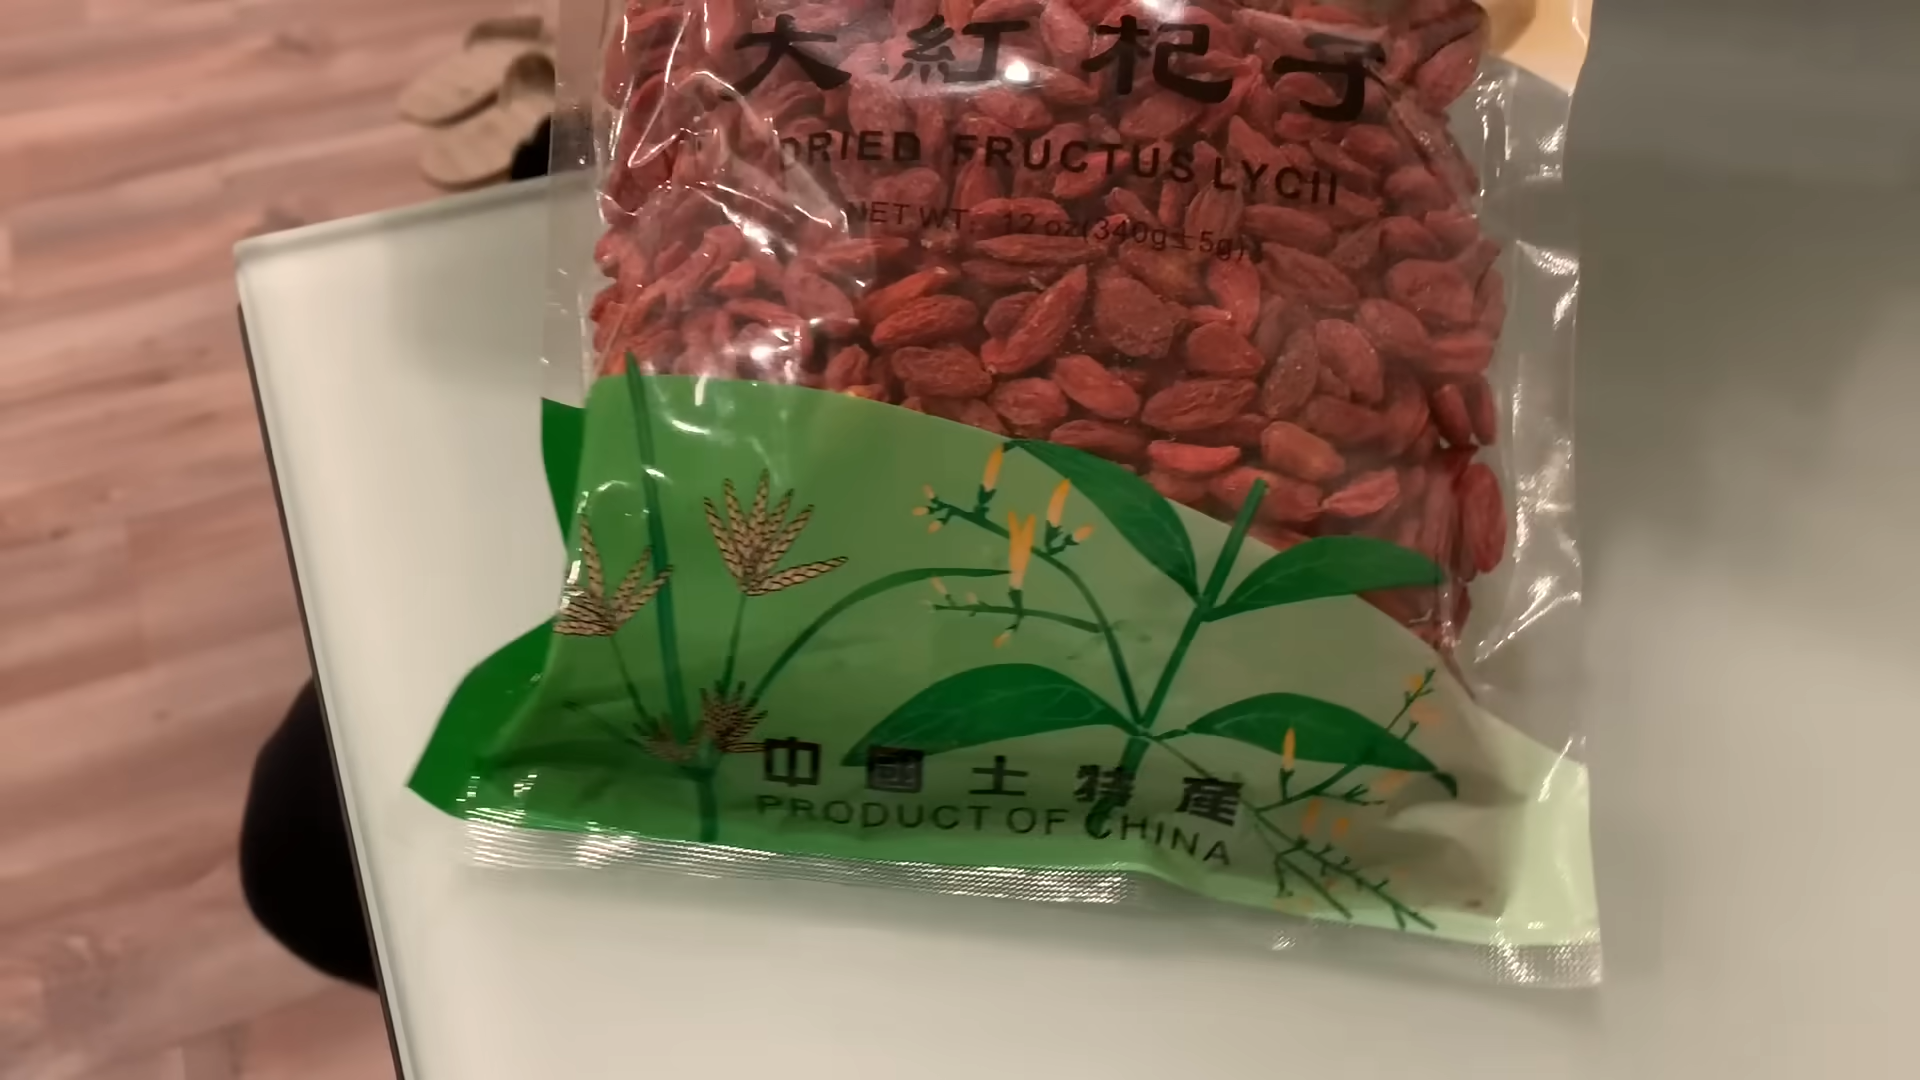 大紅杞子
DRIED FRUCTUS LYCII
NET WT: 12 oz(340g±5g)
中國土特產
PRODUCT OF CHINA